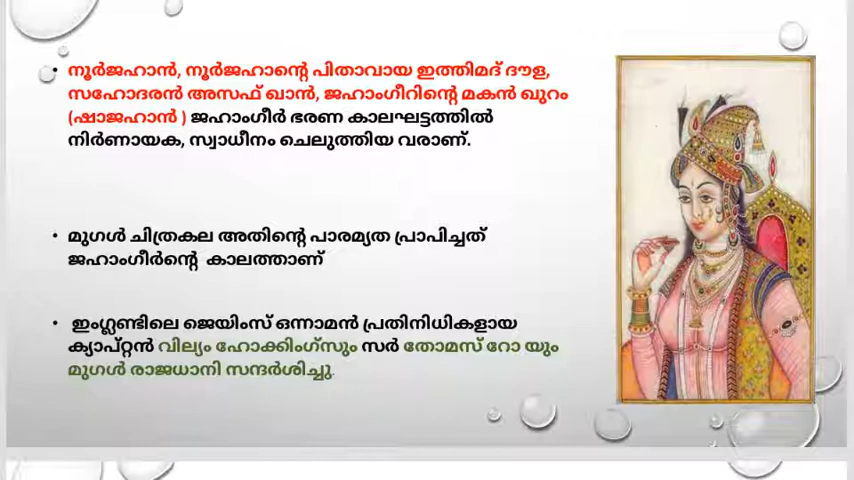 • നൂർജഹാൻ, നൂർജഹാന്റെ പിതാവായ ഇത്തിമദ് ദൗള,
സഹോദരൻ അസഫ് ഖാൻ, ജഹാംഗീറിന്റെ മകൻ ഖുറം
(ഷാജഹാൻ ) ജഹാംഗീർ ഭരണ കാലഘട്ടത്തിൽ
നിർണായക, സ്വാധീനം ചെലുത്തിയ വരാണ്.
• മുഗൾ ചിത്രകല അതിന്റെ പാരമ്യത പ്രാപിച്ചത്
ജഹാംഗീർന്റെ കാലത്താണ്
• ഇംഗ്ലണ്ടിലെ ജെയിംസ് ഒന്നാമൻ പ്രതിനിധികളായ
ക്യാപ്റ്റൻ വില്യം ഹോക്കിംഗ്സും സർ തോമസ് റോ യും
മുഗൾ രാജധാനി സന്ദർശിച്ചു.